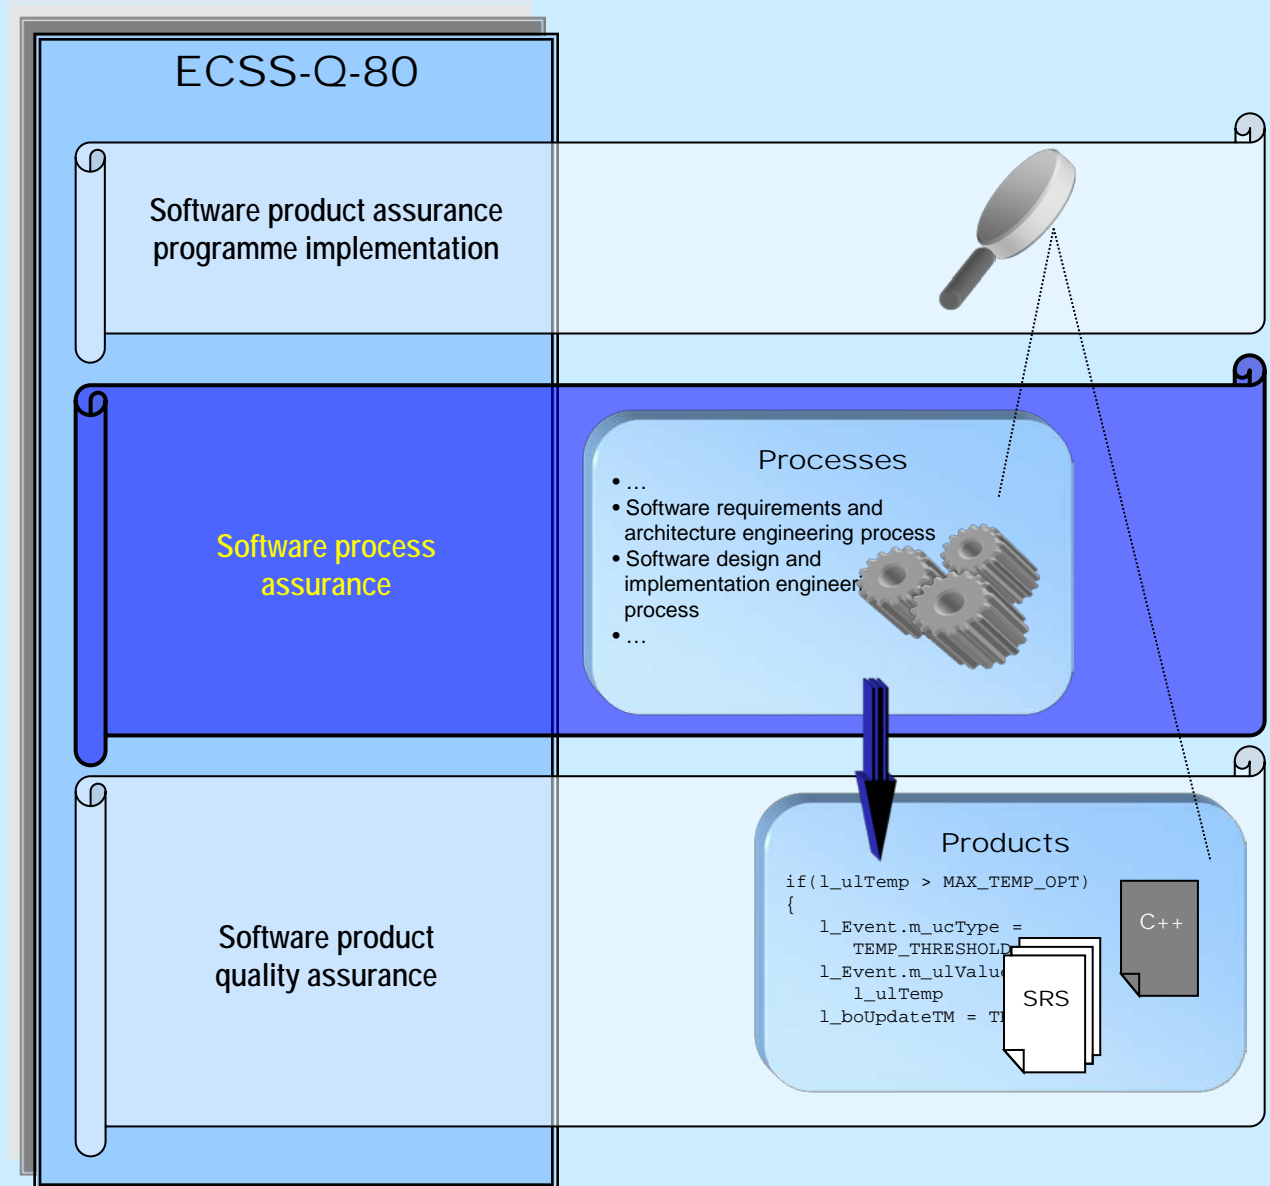 ECSS-Q-80
Software product assurance
programme implementation
Software process
assurance
Processes
• ...
• Software requirements and
architecture engineering process
• Software design and
implementation
process
• ...
Software product
quality assurance
Products
if(l_ulTemp > MAX_TEMP_OPT)
{
l_Event.m_ucType =
TEMP_THRESHOLD
l_Event.m_ulValue
l_ulTemp
l_boUpdateTM =
SRS
C++